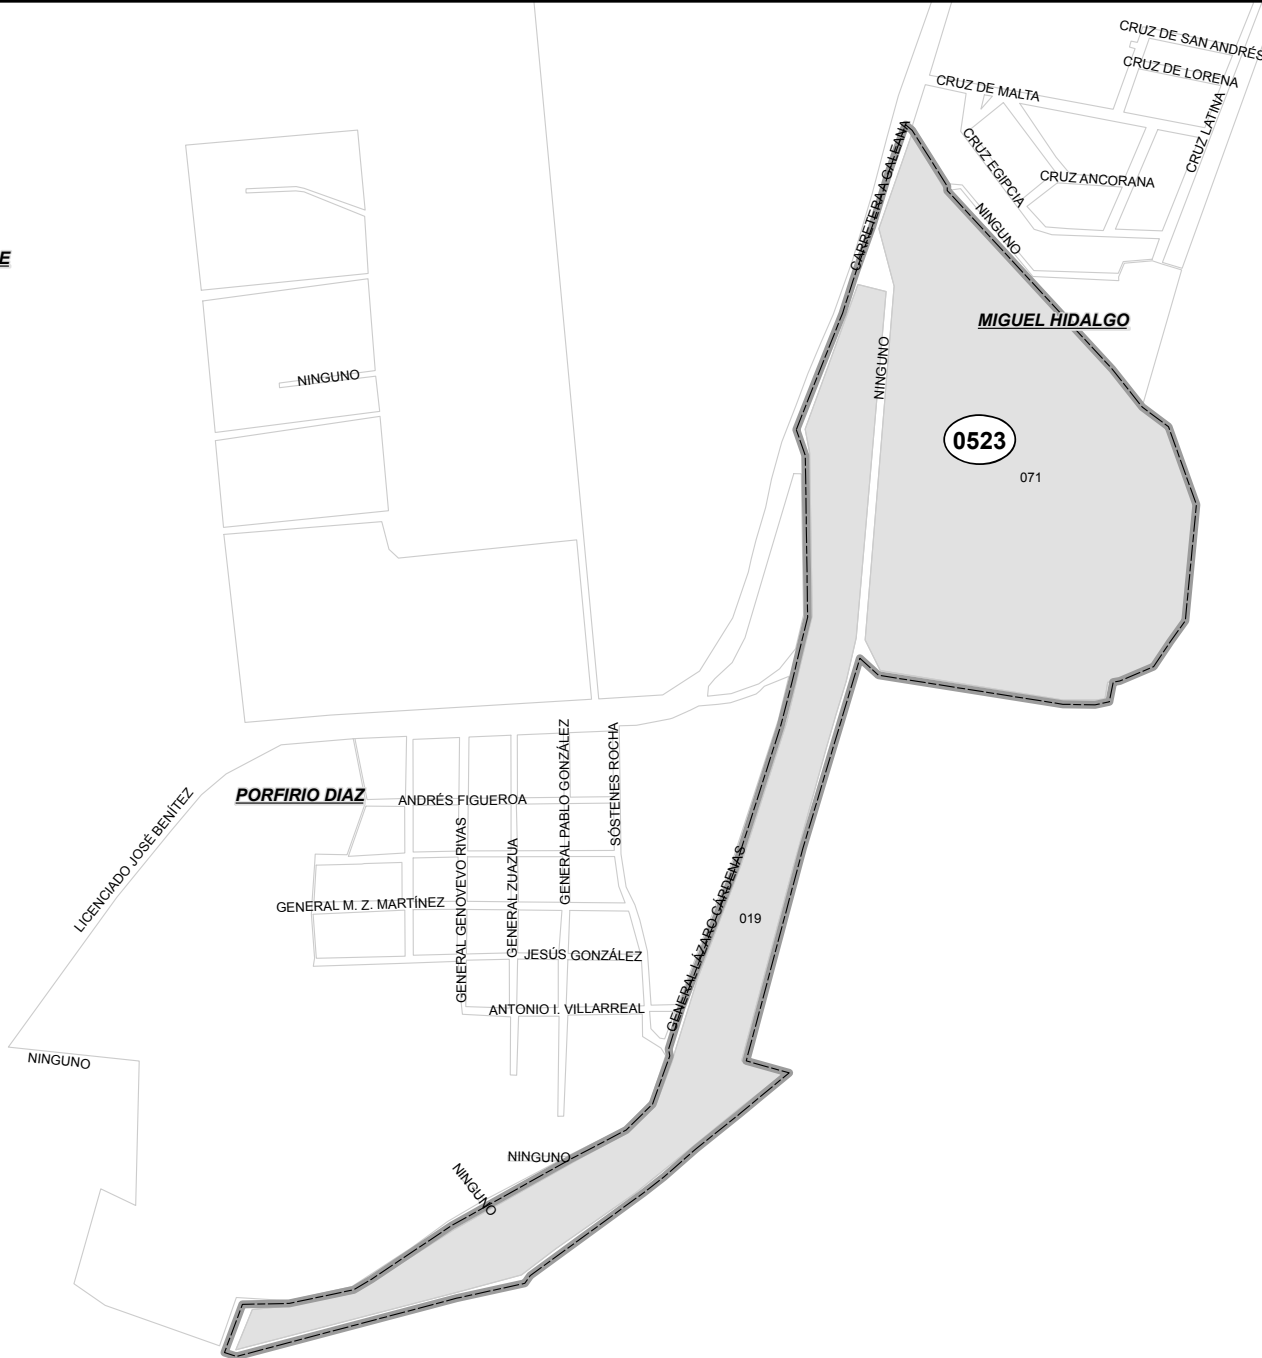 CRUZ DE SAN ANDRÉS
CRUZ DE LORENA
CRUZ DE MALTA
CRUZ LATINA
CRUZ EGIPCIA
CRUZ ANCORANA
CARRETERA A GALEANA
NINGUNO
E
MIGUEL HIDALGO
NINGUNO
NINGUNO
0523
071
PORFIRIO DIAZ
LICENCIADO JOSÉ BENÍTEZ
ANDRÉS FIGUEROA
GENERAL PABLO GONZÁLEZ
SÓSTENES ROCHA
GENERAL GENOVEVO RIVAS
GENERAL ZUAZUA
GENERAL M. Z. MARTÍNEZ
GENERAL LÁZARO CÁRDENAS
019
JESÚS GONZÁLEZ
ANTONIO I. VILLARREAL
NINGUNO
NINGUNO
NINGUNO